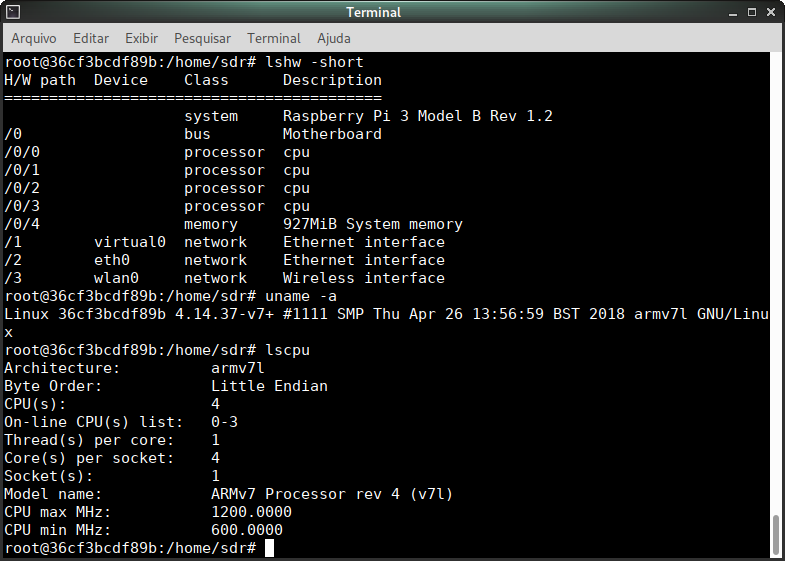 Terminal
Arquivo Editar Exibir Pesquisar Terminal Ajuda
root@36cf3bcdf89b:/home/sdr# lshw -short
H/W path  Device    Class      Description
==========================================
                    system     Raspberry Pi 3 Model B Rev 1.2
/0                  bus        Motherboard
/0/0                processor  cpu
/0/1                processor  cpu
/0/2                processor  cpu
/0/3                processor  cpu
/0/4                memory     927MiB System memory
/1        virtual0  network    Ethernet interface
/2        eth0      network    Ethernet interface
/3        wlan0     network    Wireless interface
root@36cf3bcdf89b:/home/sdr# uname -a
Linux 36cf3bcdf89b 4.14.37-v7+ #1111 SMP Thu Apr 26 13:56:59 BST 2018 armv7l GNU/Linu
x
root@36cf3bcdf89b:/home/sdr# lscpu
Architecture:          armv7l
Byte Order:            Little Endian
CPU(s):                4
On-line CPU(s) list:   0-3
Thread(s) per core:    1
Core(s) per socket:    4
Socket(s):             1
Model name:            ARMv7 Processor rev 4 (v7l)
CPU max MHz:           1200.0000
CPU min MHz:           600.0000
root@36cf3bcdf89b:/home/sdr#